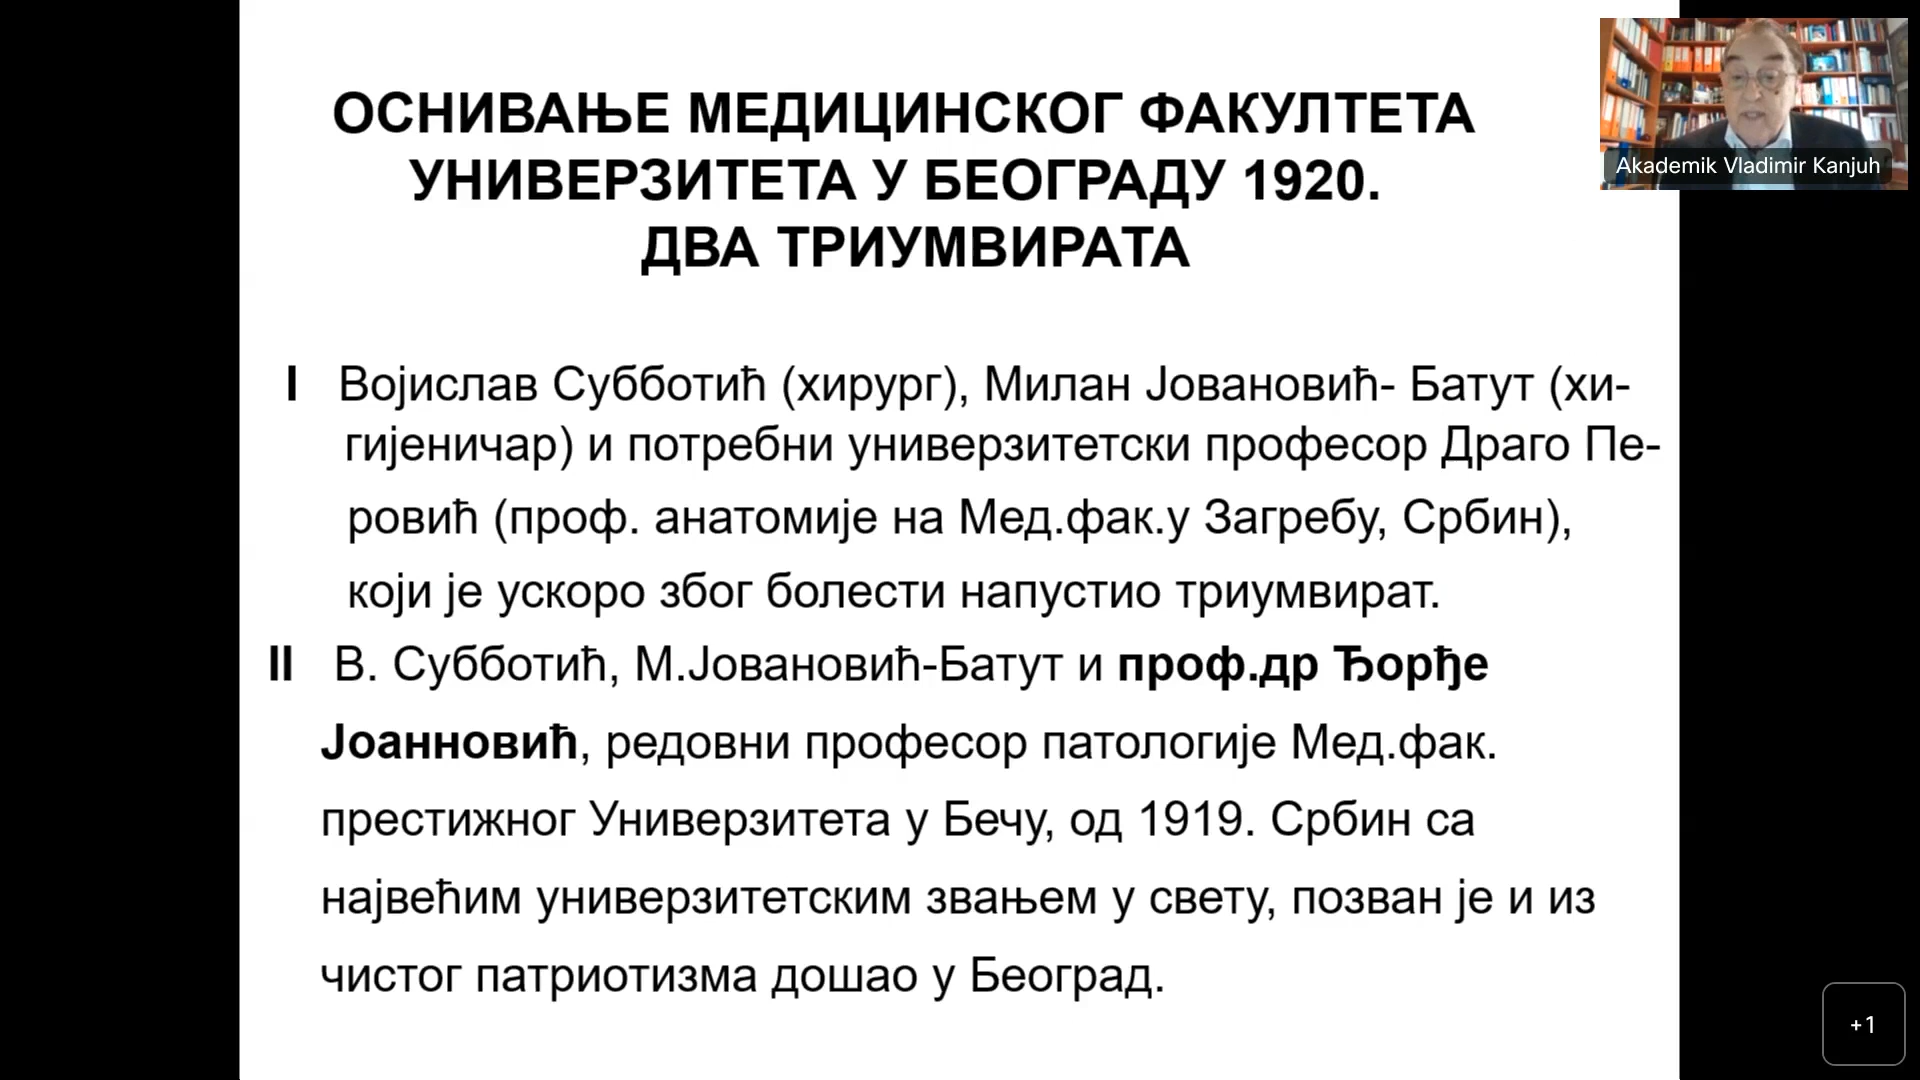 ОСНИВАЊЕ МЕДИЦИНСКОГ ФАКУЛТЕТА
УНИВЕРЗИТЕТА У БЕОГРАДУ 1920.
ДВА ТРИУМВИРАТА
Akademik Vladimir Kanjuh
I Војислав Субботић (хирург), Милан Јовановић- Батут (хи-
гијеничар) и потребни универзитетски професор Драго Пе-
ровић (проф. анатомије на Мед.фак.у Загребу, Србин),
који је ускоро због болести напустио триумвират.
II В. Субботић, М.Јовановић-Батут и проф.др Ђорђе
Јоанновић, редовни професор патологије Мед.фак.
престижног Универзитета у Бечу, од 1919. Србин са
највећим универзитетским звањем у свету, позван је и из
чистог патриотизма дошао у Београд.
+1